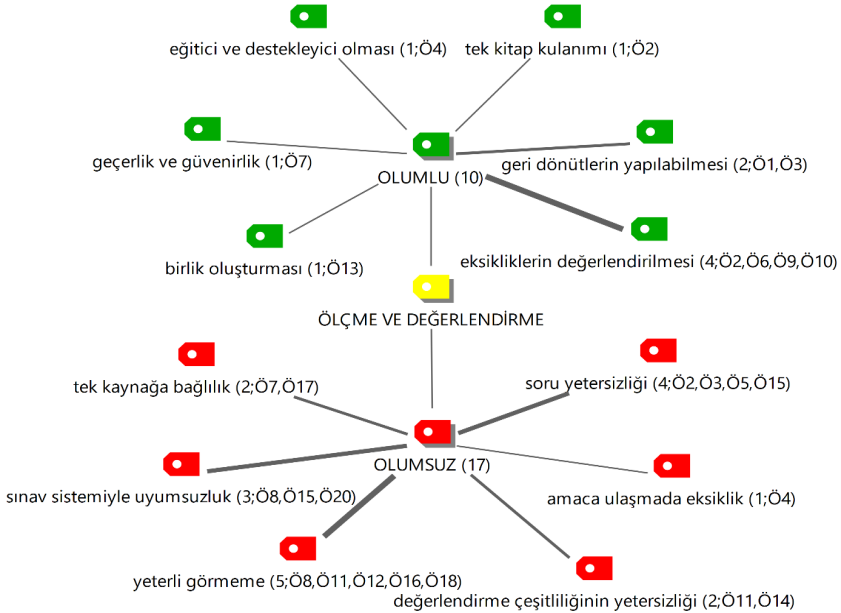 eğitici ve destekleyici olması (1;Ö4)
tek kitap kulanımı (1;Ö2)
geçerlik ve güvenirlik (1;Ö7)
geri dönütlerin yapılabilmesi (2;Ö1,Ö3)
OLUMLU (10)
birlik oluşturması (1;Ö13)
eksikliklerin değerlendirilmesi (4;Ö2,Ö6,Ö9,Ö10)
ÖLÇME VE DEĞERLENDİRME
tek kaynağa bağlılık (2;Ö7,Ö17)
soru yetersizliği (4;Ö2,Ö3,Ö5,Ö15)
OLUMSUZ (17)
sınav sistemiyle uyumsuzluk (3;Ö8,Ö15,Ö20)
amaca ulaşmada eksiklik (1;Ö4)
yeterli görmeme (5;Ö8,Ö11,Ö12,Ö16,Ö18)
değerlendirme çeşitliliğinin yetersizliği (2;Ö11,Ö14)